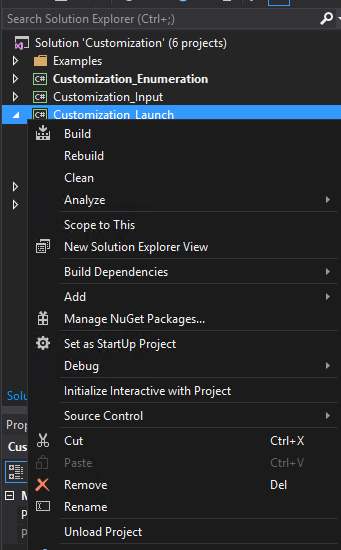 Search Solution Explorer (Ctrl+;)
Solution 'Customization' (6 projects)
Examples
C# Customization_Enumeration
C# Customization_Input
C# Customization_Launch
Build
Rebuild
Clean
Analyze
Scope to This
New Solution Explorer View
Build Dependencies
Add
Manage NuGet Packages...
Set as StartUp Project
Debug
Initialize Interactive with Project
Source Control
Cut Ctrl+X
Paste Ctrl+V
Remove Del
Rename
Unload Project
Solu
Prop
Cus
M
P
P